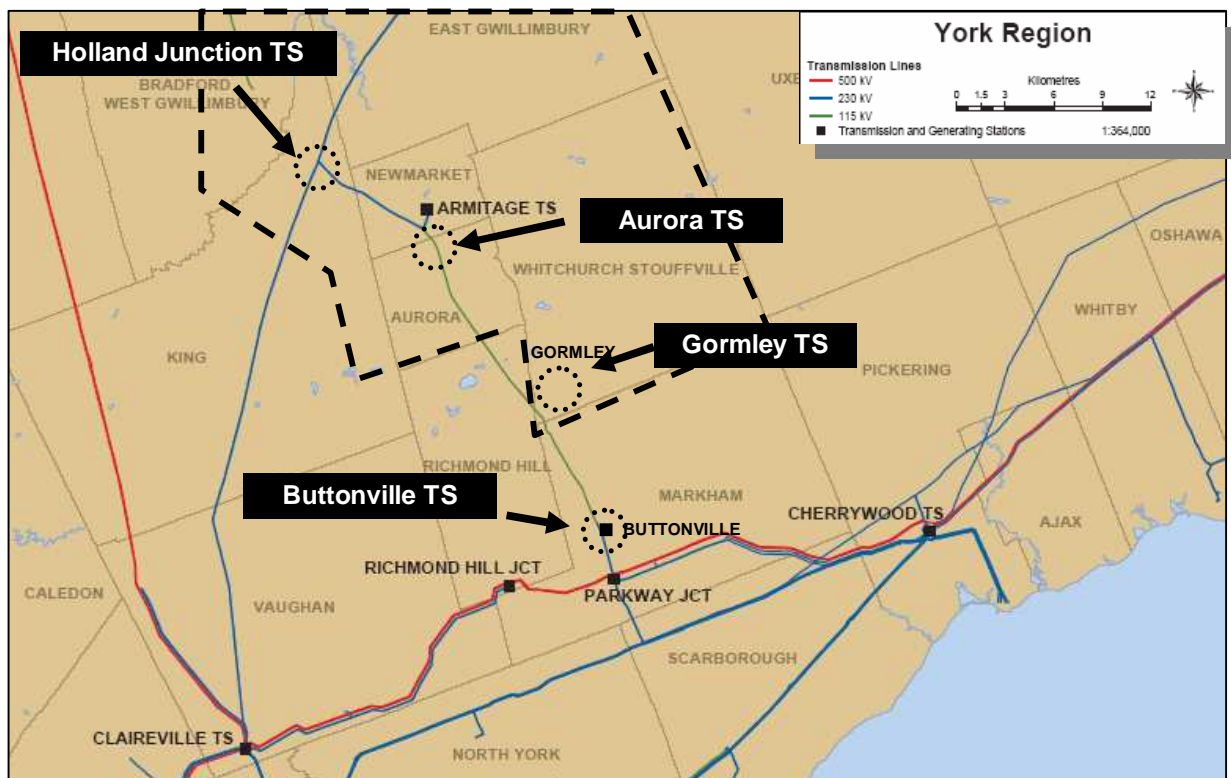 EAST GWILLIMBURY
York Region
Holland Junction TS
BRADFORD
WEST GWILLIMBURY
UXE
Transmission Lines
500 kV
230 kV
115 kV
Transmission and Generating Stations
Kilometres
0 1.5 3 6 9 12
1:364,000
NEWMARKET
ARMITAGE TS
Aurora TS
WHITCHURCH STOUFFVILLE
OSHAWA
WHITBY
AURORA
KING
GORMLEY
Gormley TS
PICKERING
RICHMOND HILL
Buttonville TS
MARKHAM
BUTTONVILLE
CHERRYWOOD TS
AJAX
RICHMOND HILL JCT
PARKWAY JCT
CALEDON
VAUGHAN
SCARBOROUGH
CLAIREVILLE TS
NORTH YORK